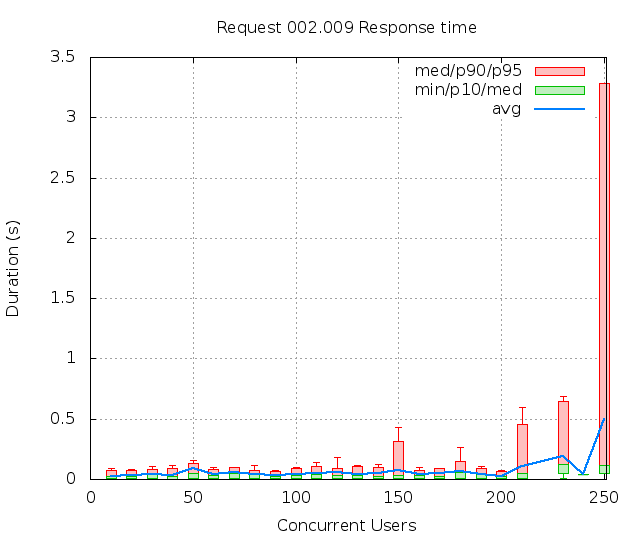 Request 002.009 Response time
3.5
3
2.5
2
1.5
1
0.5
0
med/p90/p95
min/p10/med
avg
Duration (s)
0 50 100 150 200 250
Concurrent Users